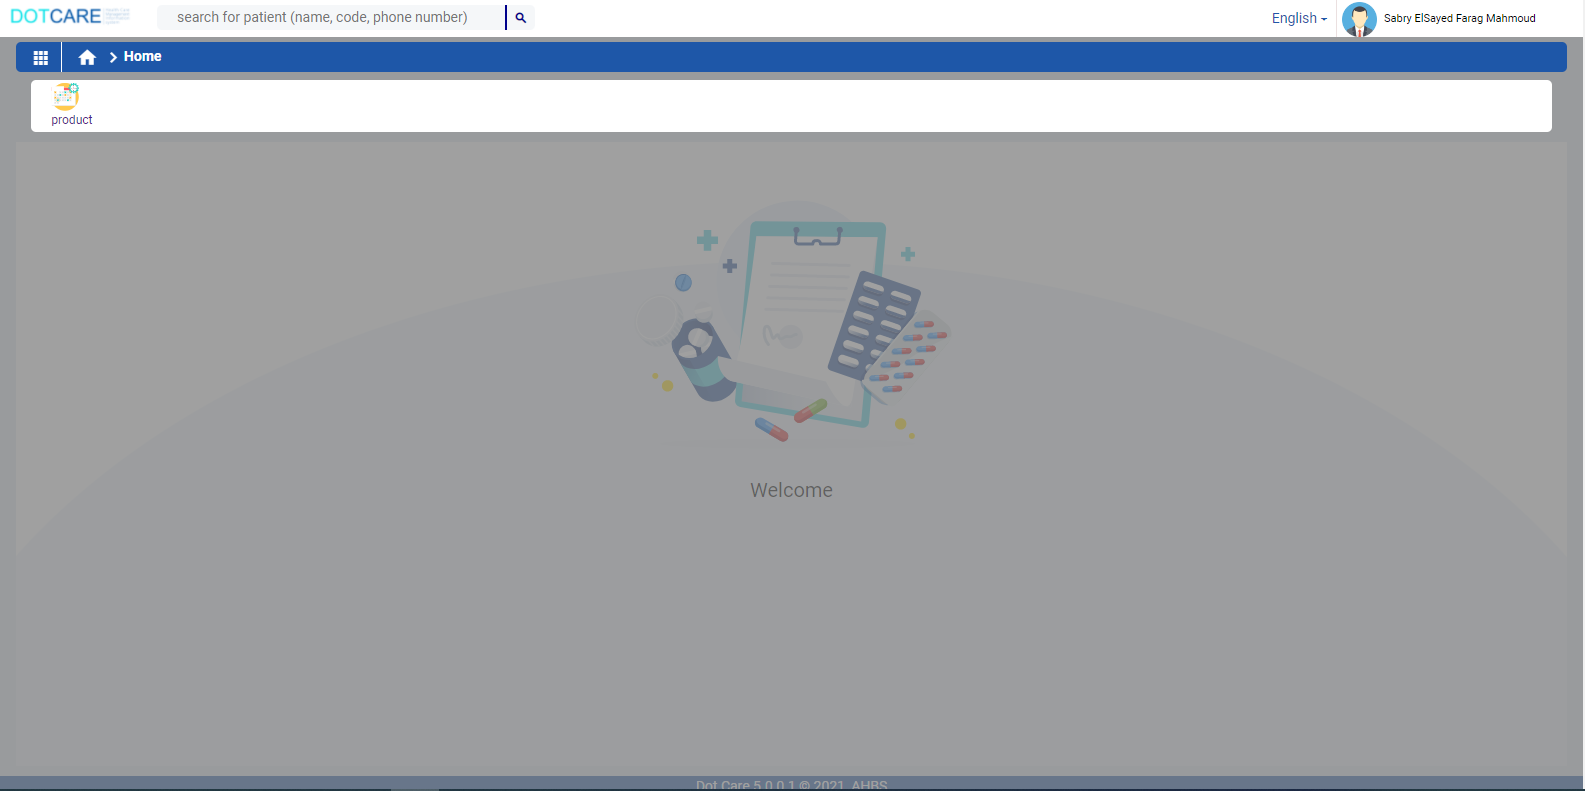 DOTCARE
search for patient (name, code, phone number)
English
Sabry ElSayed Farag Mahmoud
Home
product
Welcome
Dot Care 5.0.0.1 © 2021, AHBS